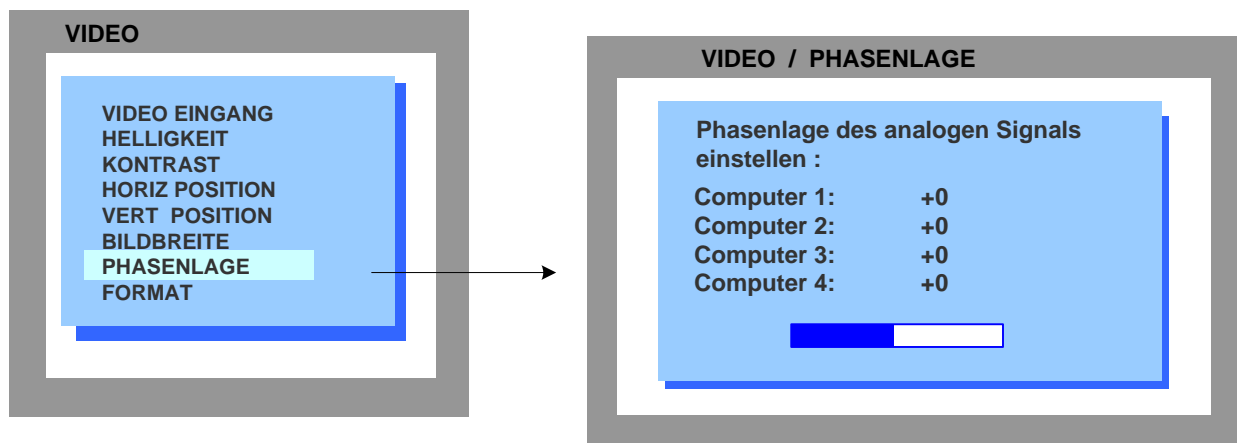 VIDEO
VIDEO EINGANG
HELLIGKEIT
KONTRAST
HORIZ POSITION
VERT POSITION
BILDBREITE
PHASENLAGE
FORMAT
VIDEO / PHASENLAGE
Phasenlage des analogen Signals
einstellen :
Computer 1: +0
Computer 2: +0
Computer 3: +0
Computer 4: +0